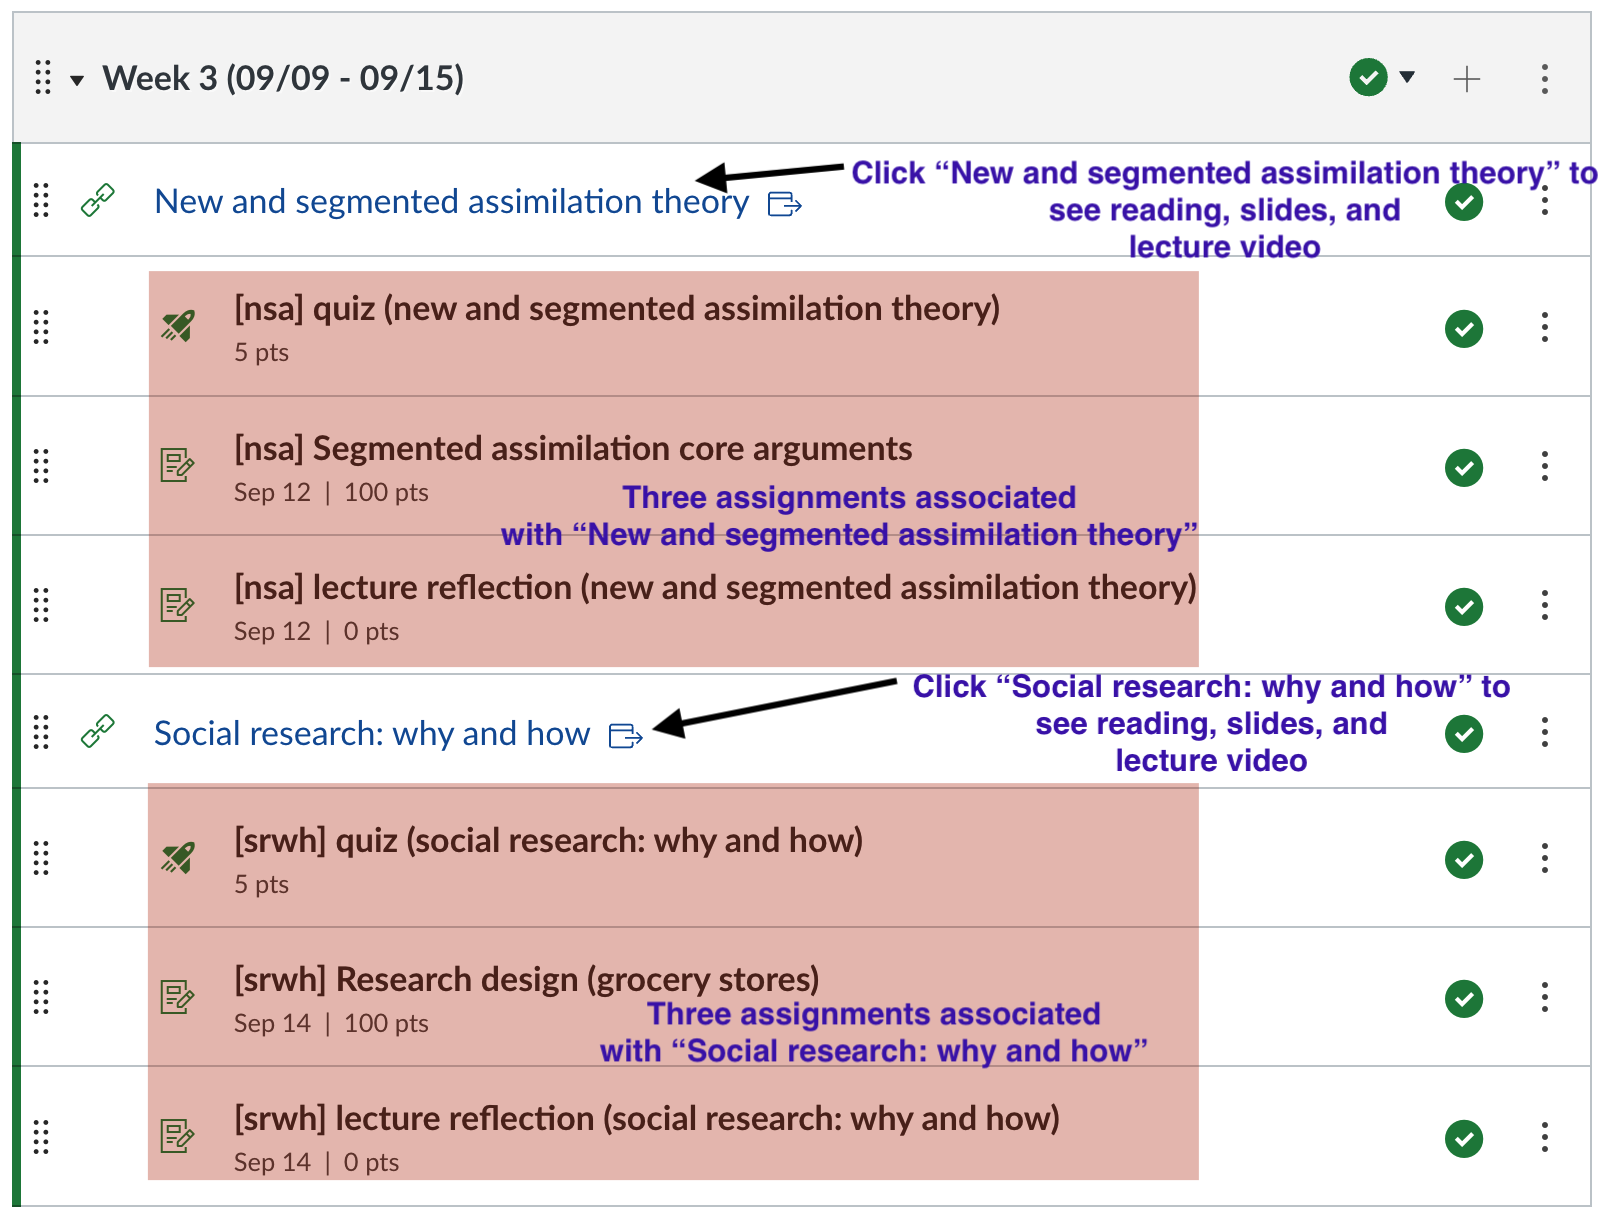 Week 3 (09/09 - 09/15)
Click “New and segmented assimilation theory” to
New and segmented assimilation theory
see reading, slides, and
lecture video
[nsa] quiz (new and segmented assimilation theory)
5 pts
[nsa] Segmented assimilation core arguments
Sep 12 | 100 pts
Three assignments associated
with “New and segmented assimilation theory”
[nsa] lecture reflection (new and segmented assimilation theory)
Sep 12 | 0 pts
Click “Social research: why and how” to
see reading, slides, and
lecture video
Social research: why and how
[srwh] quiz (social research: why and how)
5 pts
[srwh] Research design (grocery stores)
Sep 14 | 100 pts
Three assignments associated
with “Social research: why and how”
[srwh] lecture reflection (social research: why and how)
Sep 14 | 0 pts